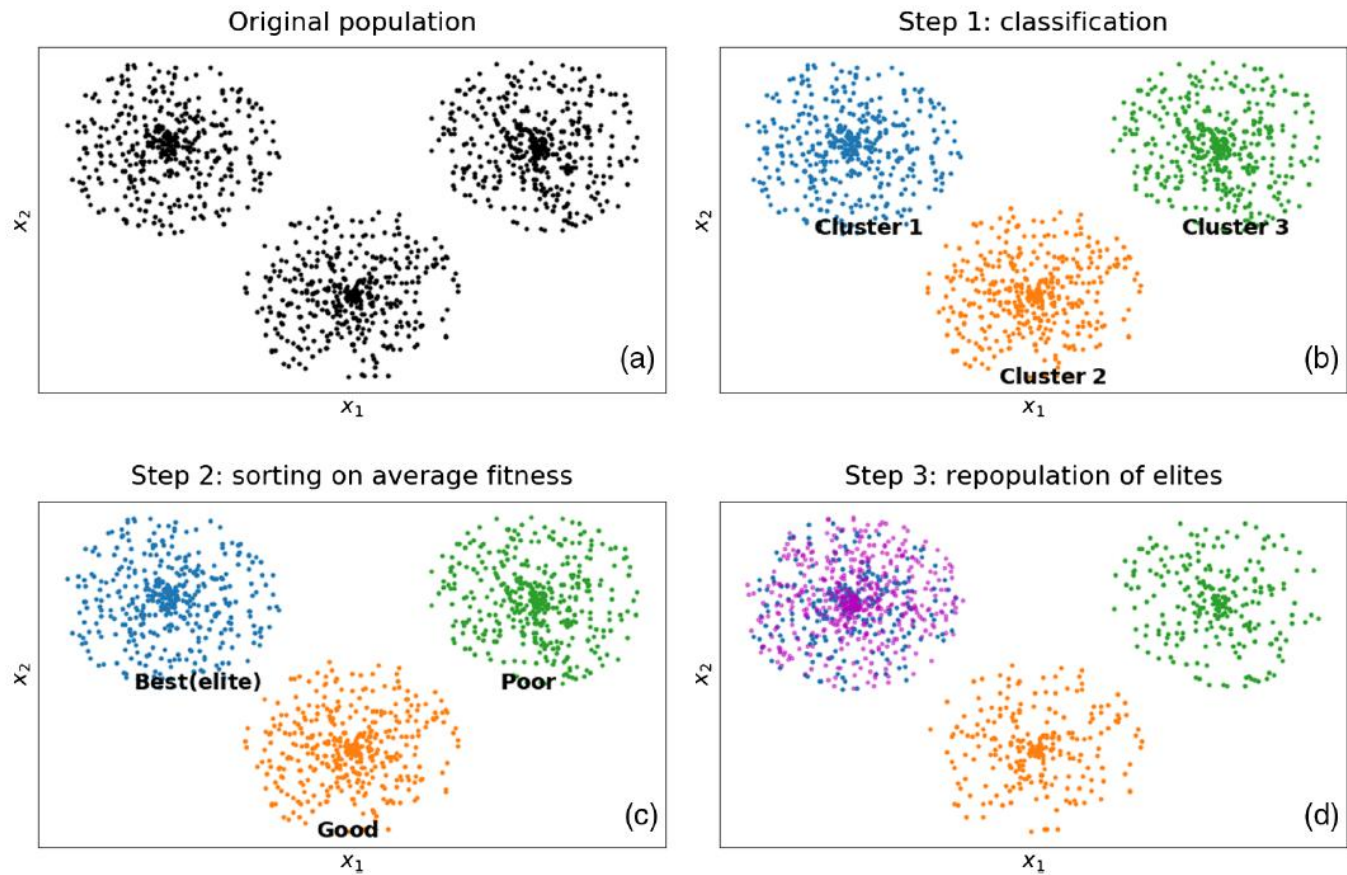 Original population
x₂
(a)
x₁
Step 1: classification
x₂
Cluster 1
Cluster 3
Cluster 2
(b)
x₁
Step 2: sorting on average fitness
x₂
Best(elite)
Poor
Good
(c)
x₁
Step 3: repopulation of elites
x₂
(d)
x₁